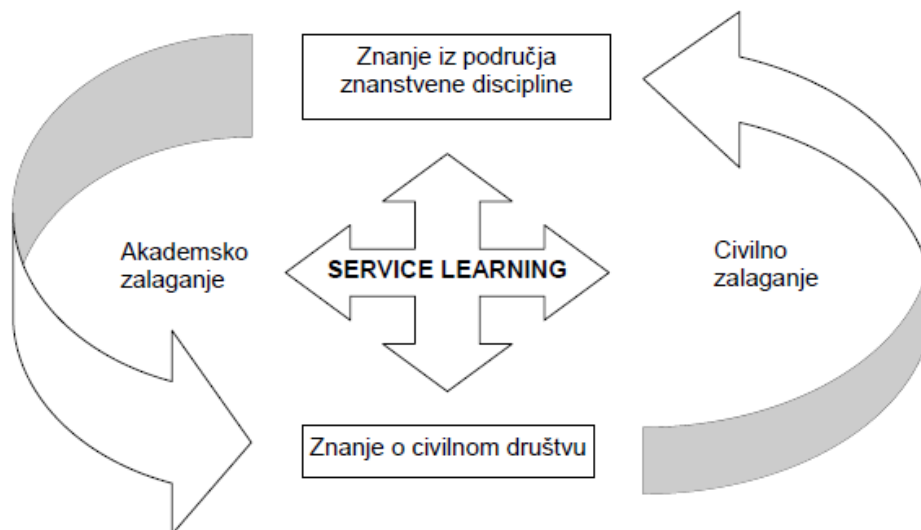 Znanje iz područja
znanstvene discipline
Akademsko
zalaganje
SERVICE LEARNING
Civilno
zalaganje
Znanje o civilnom društvu